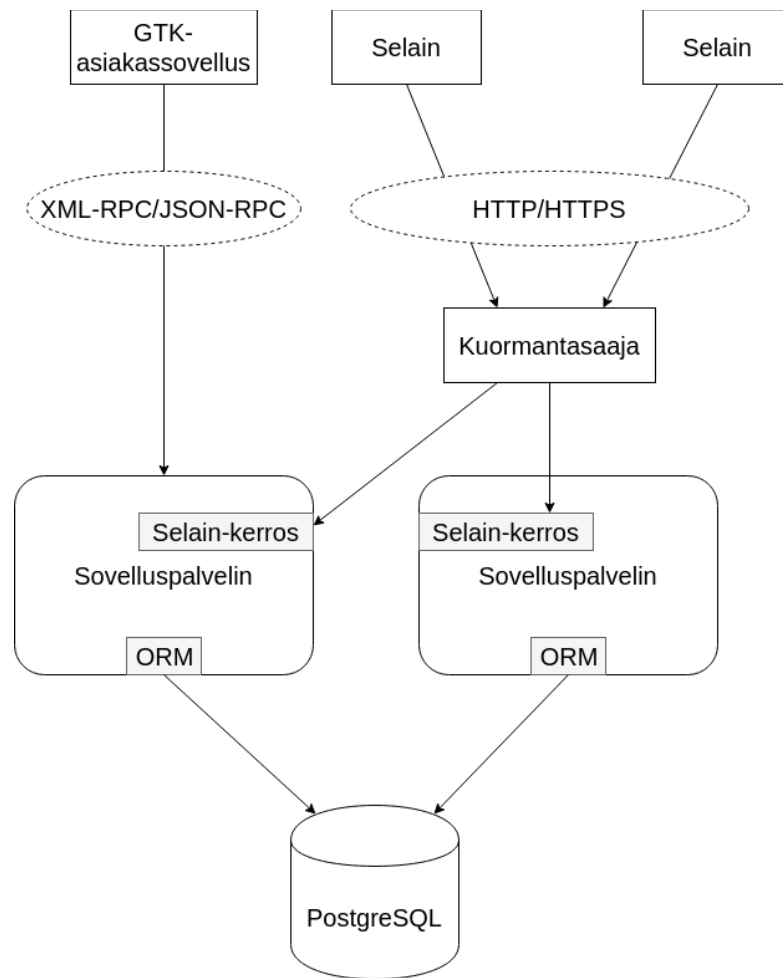 GTK-
asiakassovellus
Selain
Selain
XML-RPC/JSON-RPC
HTTP/HTTPS
Kuormantasaaja
Selain-kerros
Selain-kerros
Sovelluspalvelin
Sovelluspalvelin
ORM
ORM
PostgreSQL